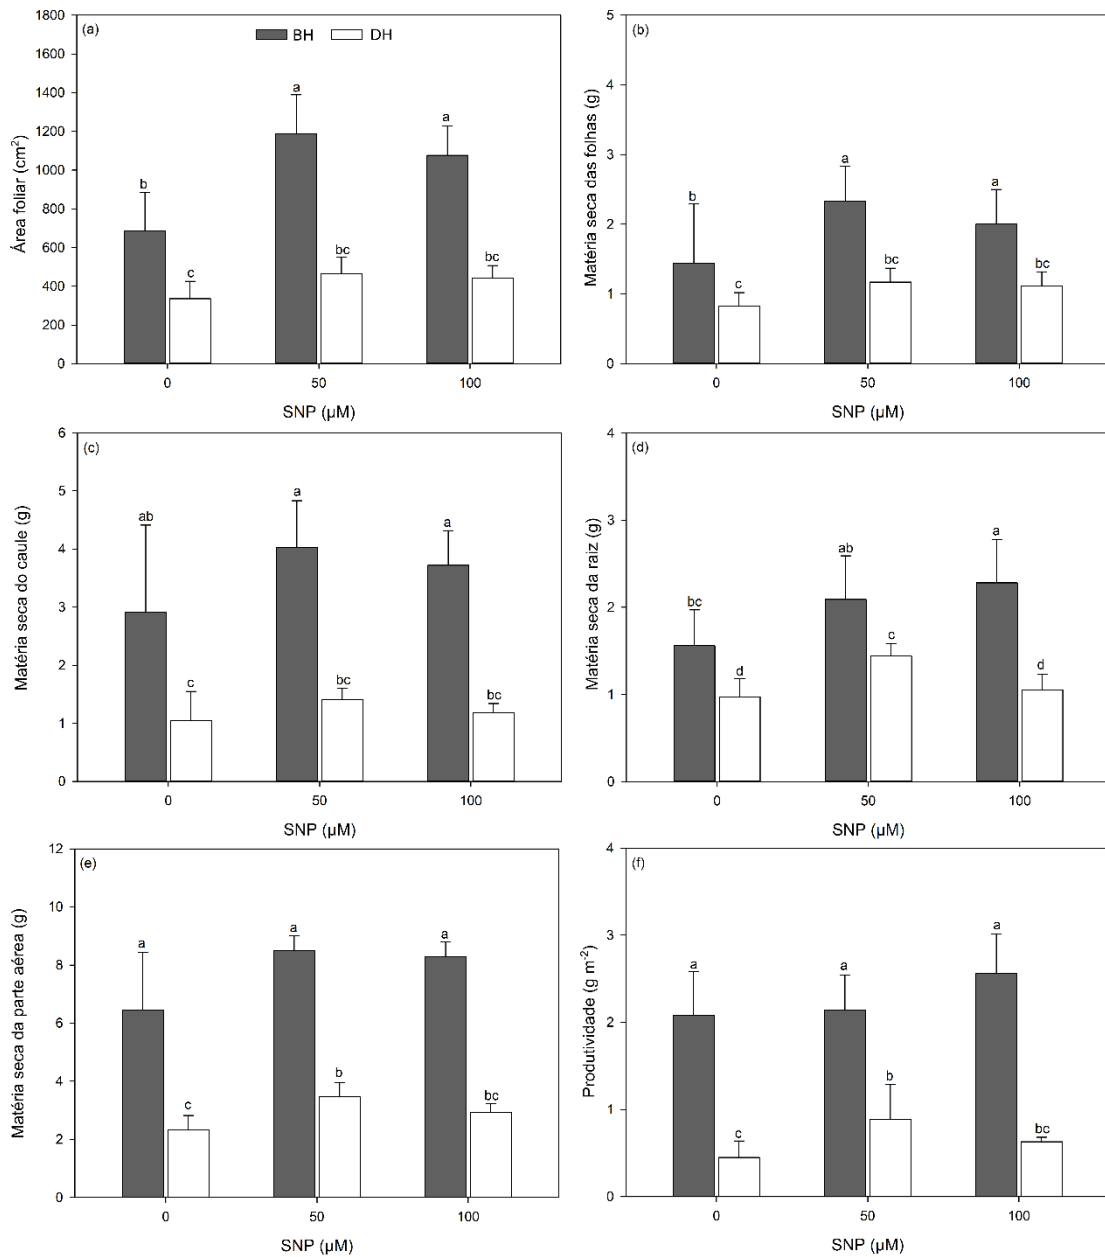 (a)
BH DH
Área foliar (cm²)
1800
1600
1400
1200
1000
800
600
400
200
0
b
c
a
bc
a
bc
0 50 100
SNP (µM)
(b)
Matéria seca das folhas (g)
5
4
3
2
1
0
b
c
a
bc
a
bc
0 50 100
SNP (µM)
(c)
Matéria seca do caule (g)
6
5
4
3
2
1
0
ab
c
a
bc
a
bc
0 50 100
SNP (µM)
(d)
Matéria seca da raiz (g)
4
3
2
1
0
bc
d
ab
c
a
d
0 50 100
SNP (µM)
(e)
Matéria seca da parte aérea (g)
12
10
8
6
4
2
0
a
c
a
b
a
bc
0 50 100
SNP (µM)
(f)
Produtividade (g m⁻²)
4
3
2
1
0
a
c
a
b
a
bc
0 50 100
SNP (µM)